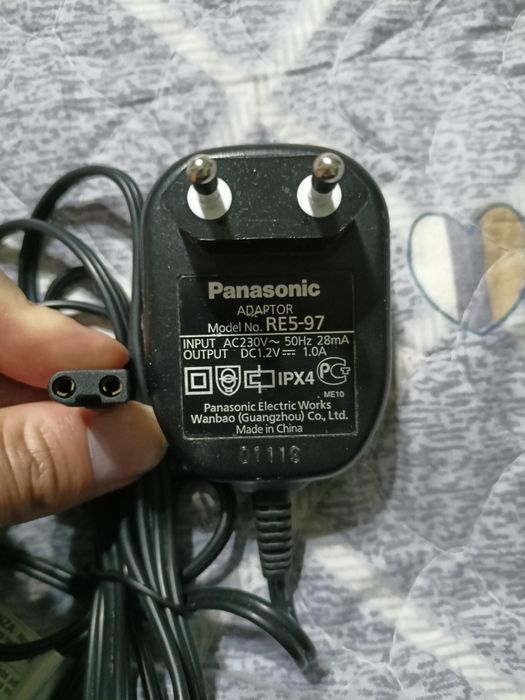 Panasonic
ADAPTOR
Model No. RE5-97
INPUT AC230V~ 50Hz 28mA
OUTPUT DC1.2V⎓ 1.0A
IPX4
ME10
Panasonic Electric Works
Wanbao (Guangzhou) Co., Ltd.
Made in China